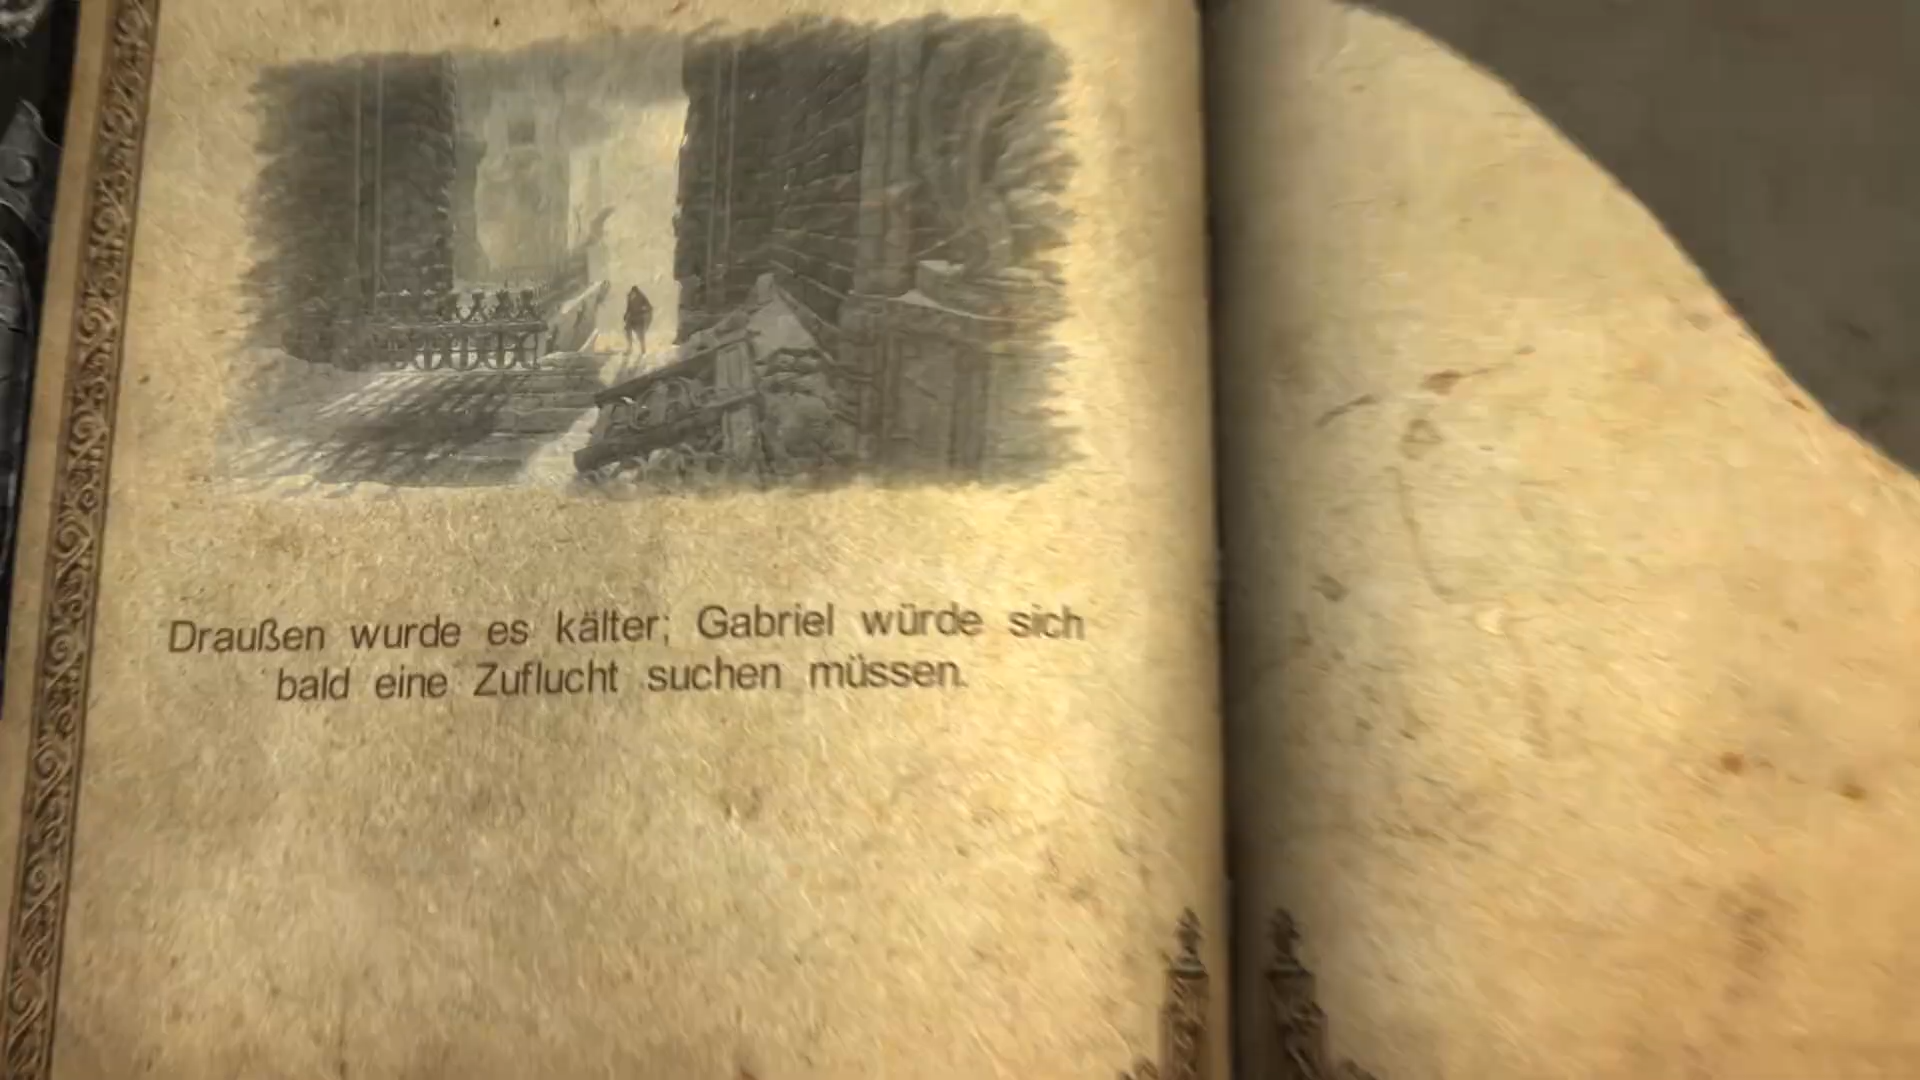 Draußen wurde es kälter; Gabriel würde sich
bald eine Zuflucht suchen müssen.